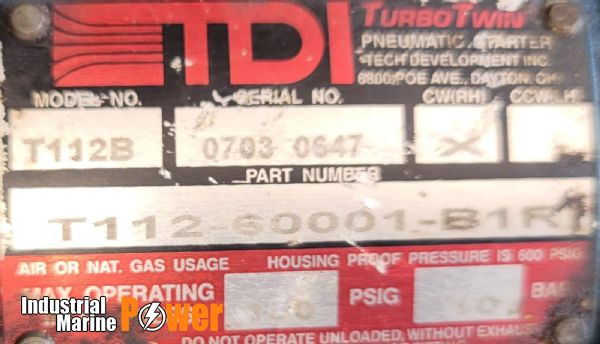 TDI TURBOTWIN
PNEUMATIC STARTER
TECH DEVELOPMENT INC.
6800 POE AVE., DAYTON, OH.
MODEL NO. SERIAL NO. CW(RH) CCW(LH)
T112B 0703 0647 X
PART NUMBER
T112-60001-B1R
AIR OR NAT. GAS USAGE HOUSING PROOF PRESSURE IS 600 PSIG
MAX OPERATING PSIG BAR
Industrial
Marine Power
DO NOT OPERATE UNLOADED, WITHOUT EXHAUST